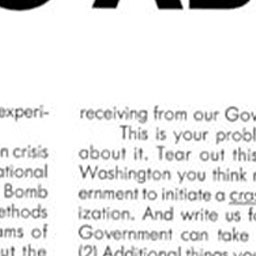 experi-
n crisis
ational
Bomb
ethods
ams of
ut the
receiving from our Gov
This is your probl
about it. Tear out this
Washington you think
ernment to initiate a cras
ization. And write us f
Government can take
(2) Additional things you